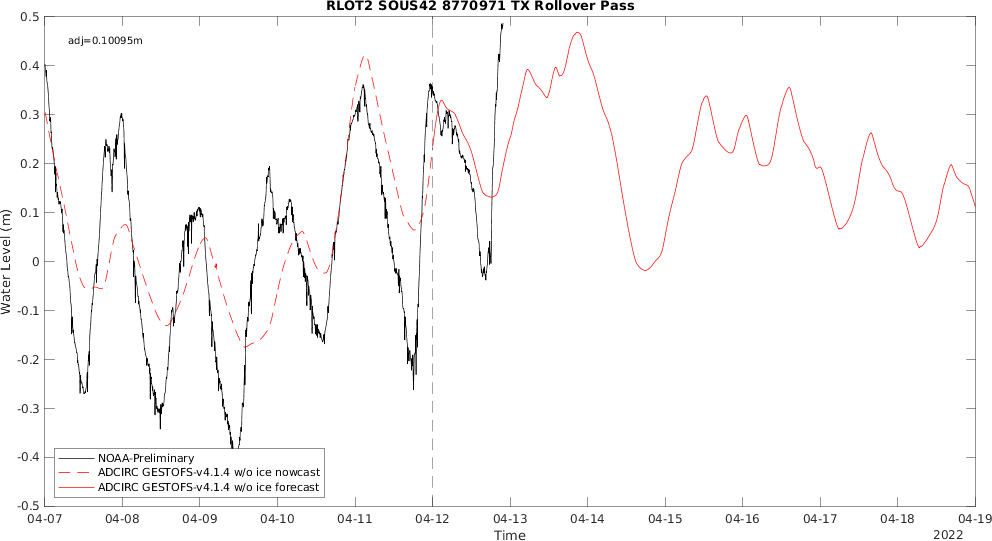 RLOT2 SOUS42 8770971 TX Rollover Pass
adj=0.10095m
0.5
0.4
0.3
0.2
0.1
0
-0.1
-0.2
-0.3
-0.4
-0.5
Water Level (m)
NOAA-Preliminary
ADCIRC GESTOFS-v4.1.4 w/o ice nowcast
ADCIRC GESTOFS-v4.1.4 w/o ice forecast
04-07 04-08 04-09 04-10 04-11 04-12 04-13 04-14 04-15 04-16 04-17 04-18 04-19
Time
2022